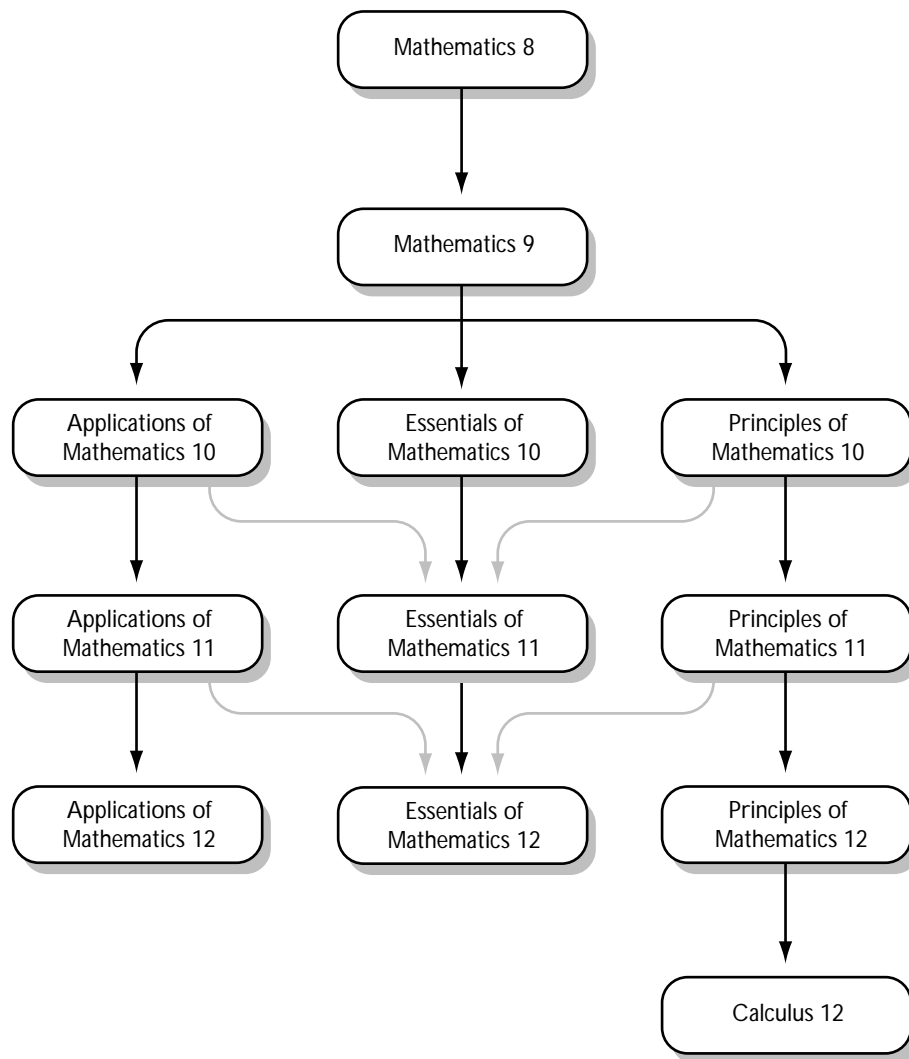 Mathematics 8
Mathematics 9
Applications of
Mathematics 10
Essentials of
Mathematics 10
Principles of
Mathematics 10
Applications of
Mathematics 11
Essentials of
Mathematics 11
Principles of
Mathematics 11
Applications of
Mathematics 12
Essentials of
Mathematics 12
Principles of
Mathematics 12
Calculus 12